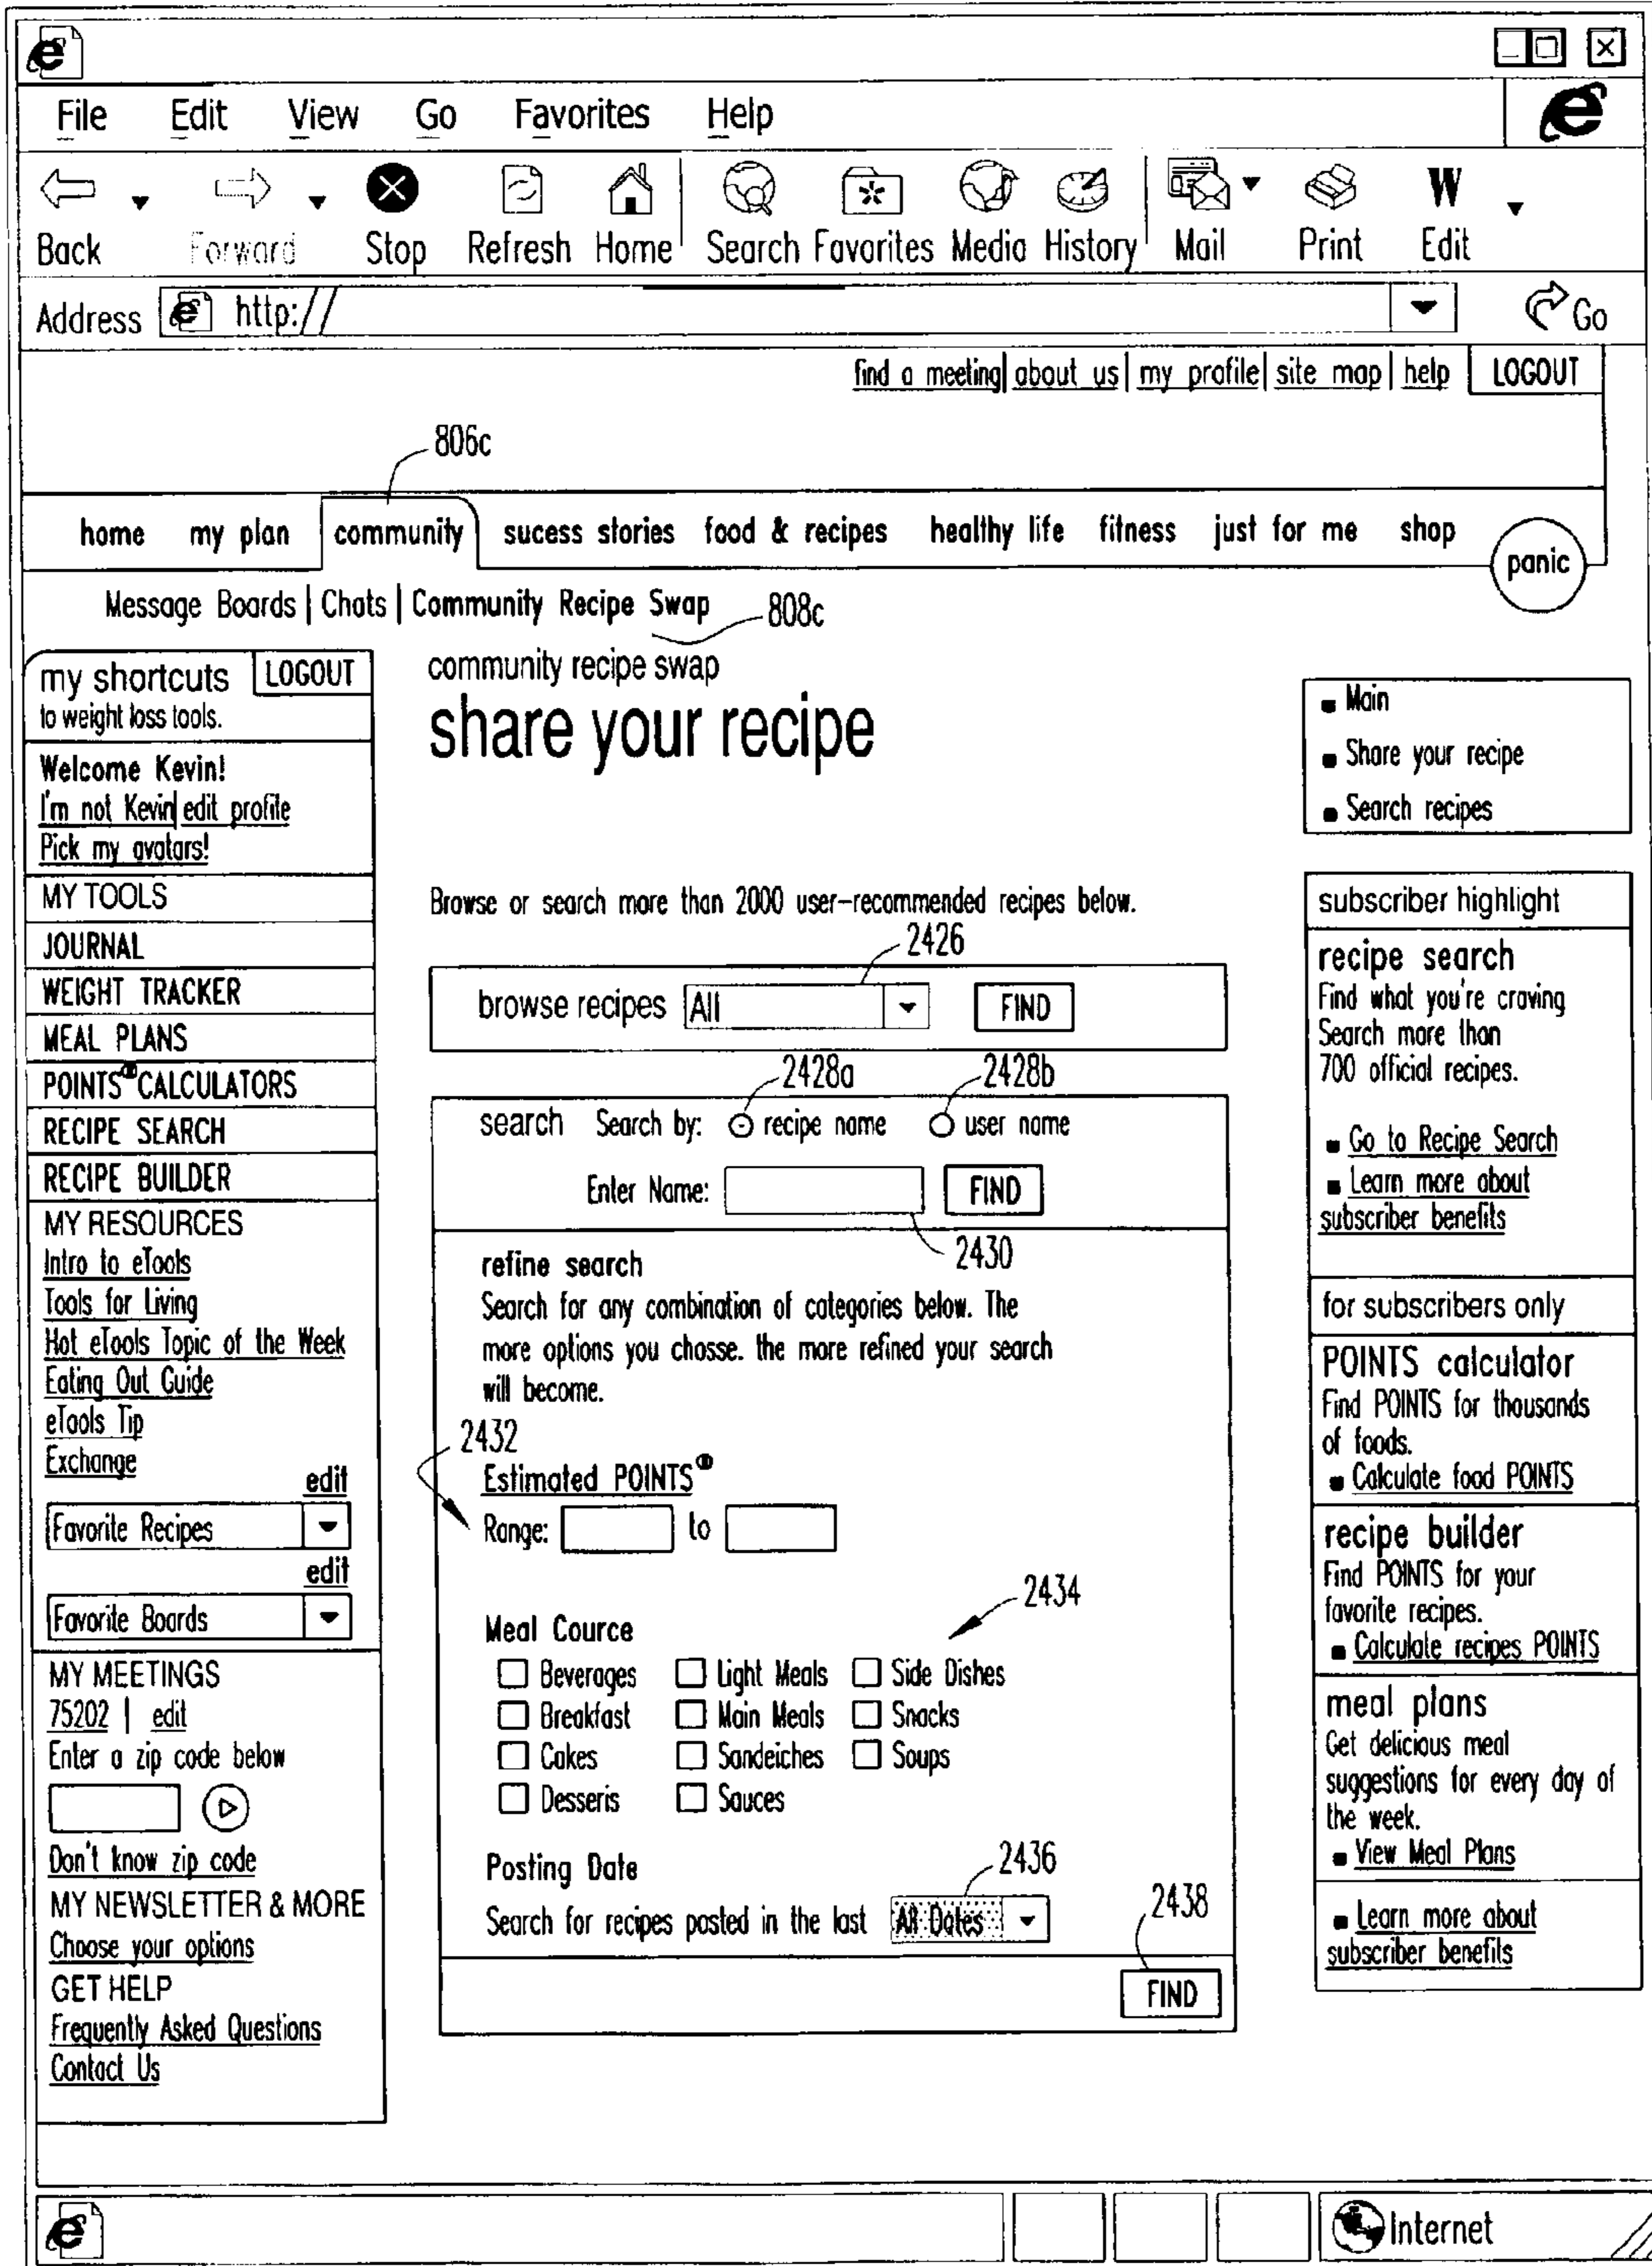 File Edit View Go Favorites Help
Back Forward Stop Refresh Home Search Favorites Media History Mail Print Edit
Address http:// Go
find a meeting| about us| my profile| site map| help LOGOUT
806c
home my plan community sucess stories food & recipes healthy life fitness just for me shop panic
Message Boards | Chats | Community Recipe Swap 808c
my shortcuts LOGOUT
to weight loss tools.
Welcome Kevin!
I'm not Kevin| edit profile
Pick my avatars!
MY TOOLS
JOURNAL
WEIGHT TRACKER
MEAL PLANS
POINTS® CALCULATORS
RECIPE SEARCH
RECIPE BUILDER
MY RESOURCES
Intro to eTools
Tools for Living
Hot eTools Topic of the Week
Eating Out Guide
eTools Tip
Exchange
edit
Favorite Recipes
edit
Favorite Boards
MY MEETINGS
75202 | edit
Enter a zip code below
Don't know zip code
MY NEWSLETTER & MORE
Choose your options
GET HELP
Frequently Asked Questions
Contact Us
community recipe swap
share your recipe
Browse or search more than 2000 user-recommended recipes below.
2426
browse recipes All FIND
2428a 2428b
search Search by: recipe name user name
Enter Name: FIND
2430
refine search
Search for any combination of categories below. The
more options you chosse. the more refined your search
will become.
2432
Estimated POINTS®
Range: to
2434
Meal Cource
Beverages Light Meals Side Dishes
Breakfast Main Meals Snacks
Cakes Sandeiches Soups
Desseris Sauces
Posting Date 2436
Search for recipes posted in the last All Dates
2438
FIND
Main
Share your recipe
Search recipes
subscriber highlight
recipe search
Find what you're craving
Search more than
700 official recipes.
Go to Recipe Search
Learn more about
subscriber benefits
for subscribers only
POINTS calculator
Find POINTS for thousands
of foods.
Calculate food POINTS
recipe builder
Find POINTS for your
favorite recipes.
Calculate recipes POINTS
meal plans
Get delicious meal
suggestions for every day of
the week.
View Meal Plans
Learn more about
subscriber benefits
Internet